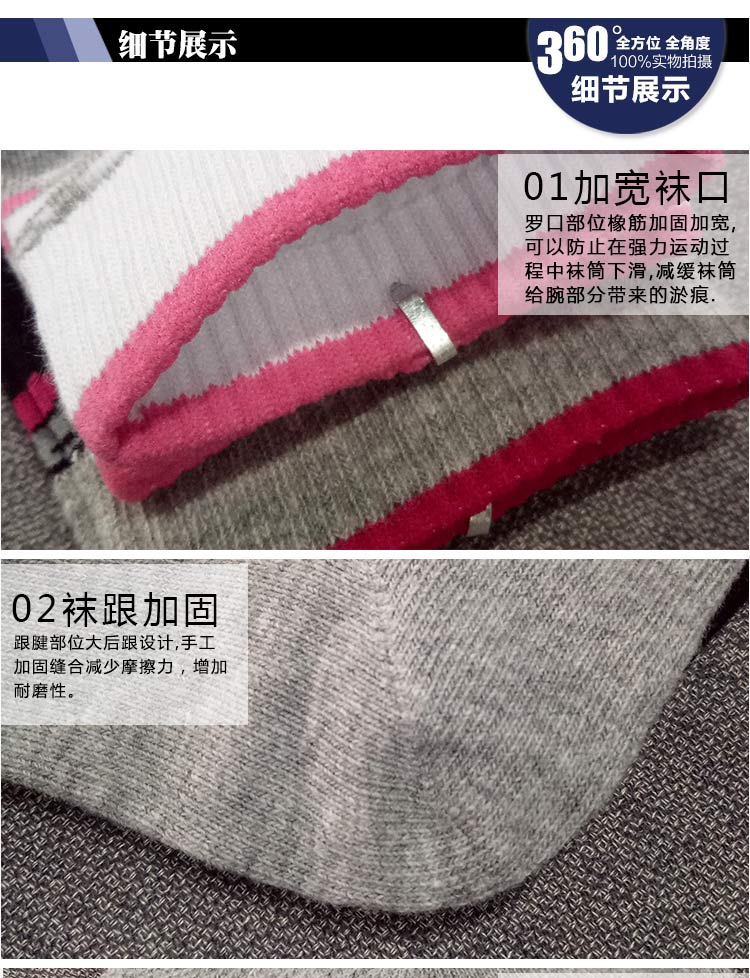 细节展示
360°全方位 全角度
100%实物拍摄
细节展示
01加宽袜口
罗口部位橡筋加固加宽,
可以防止在强力运动过
程中袜筒下滑,减缓袜筒
给腕部分带来的淤痕.
02袜跟加固
跟腱部位大后跟设计,手工
加固缝合减少摩擦力，增加
耐磨性。